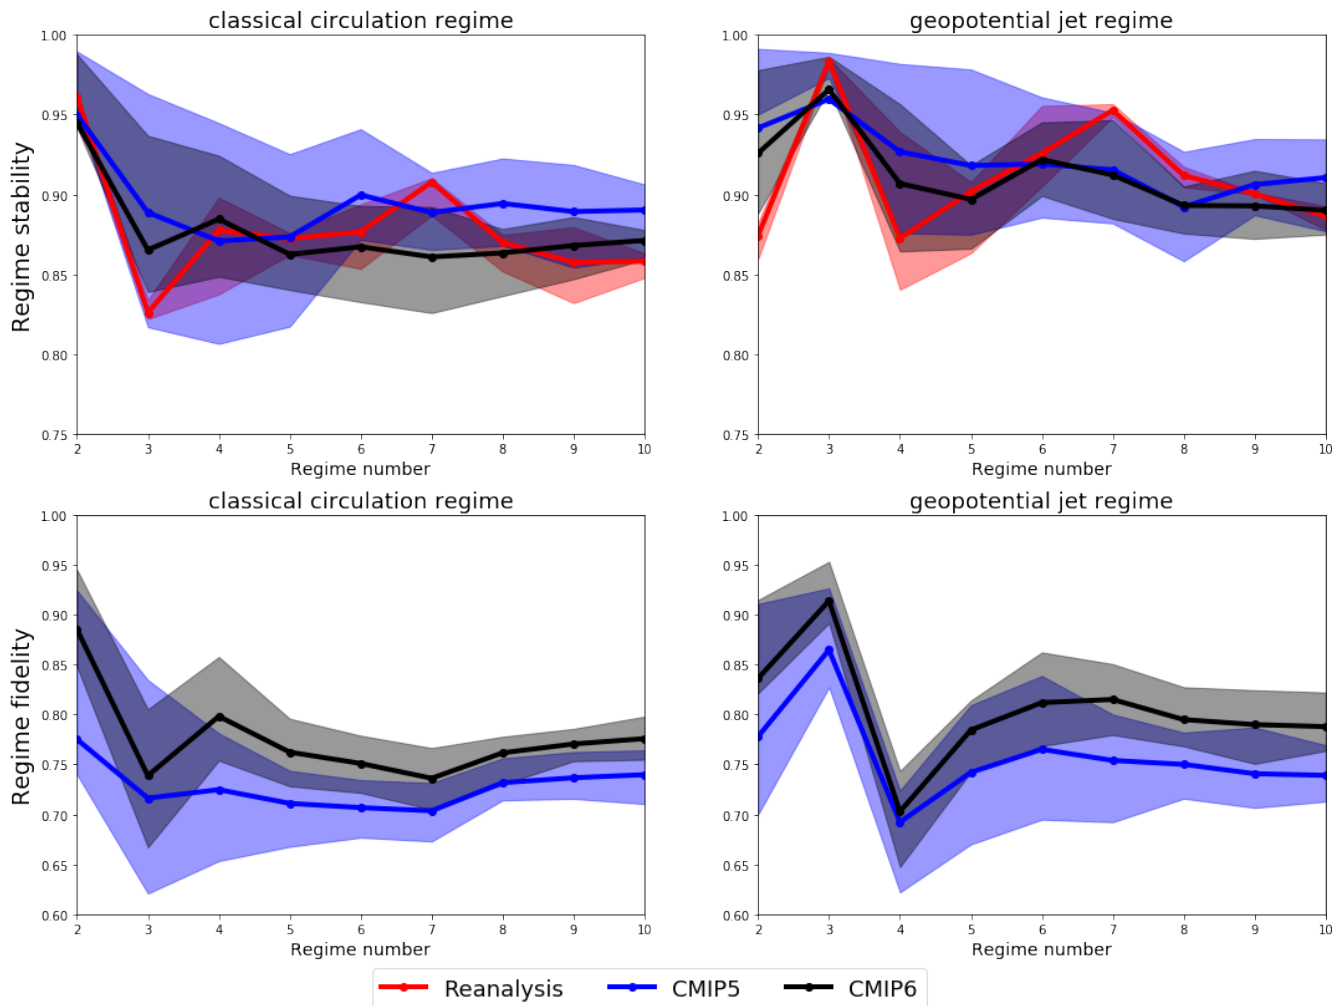 classical circulation regime
geopotential jet regime
Regime stability
1.00
0.95
0.90
0.85
0.80
0.75
2 3 4 5 6 7 8 9 10
Regime number
1.00
0.95
0.90
0.85
0.80
0.75
2 3 4 5 6 7 8 9 10
Regime number
classical circulation regime
geopotential jet regime
Regime fidelity
1.00
0.95
0.90
0.85
0.80
0.75
0.70
0.65
0.60
2 3 4 5 6 7 8 9 10
Regime number
1.00
0.95
0.90
0.85
0.80
0.75
0.70
0.65
0.60
2 3 4 5 6 7 8 9 10
Regime number
Reanalysis CMIP5 CMIP6